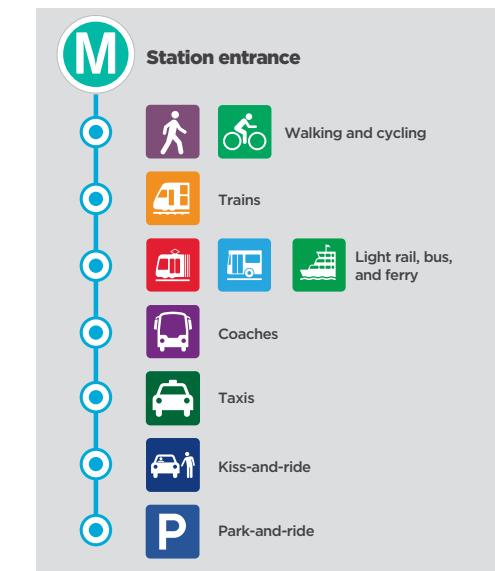 M
Station entrance
Walking and cycling
Trains
Light rail, bus,
and ferry
Coaches
Taxis
Kiss-and-ride
P
Park-and-ride